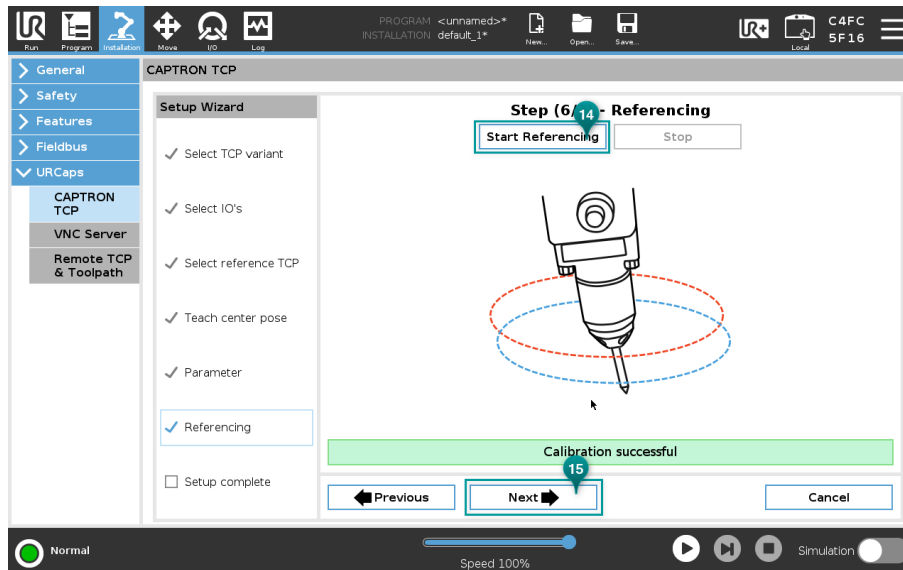 UR
Run
Program
Installation
Move
I/O
Log
PROGRAM <unnamed>*
INSTALLATION default_1*
New...
Open...
Save...
UR+
Local
C4FC
5F16
General
Safety
Features
Fieldbus
URCaps
CAPTRON
TCP
VNC Server
Remote TCP
& Toolpath
CAPTRON TCP
Setup Wizard
Select TCP variant
Select IO's
Select reference TCP
Teach center pose
Parameter
Referencing
Setup complete
Step (6/ - Referencing
14
Start Referencing
Stop
Calibration successful
15
Previous
Next
Cancel
Normal
Speed 100%
Simulation